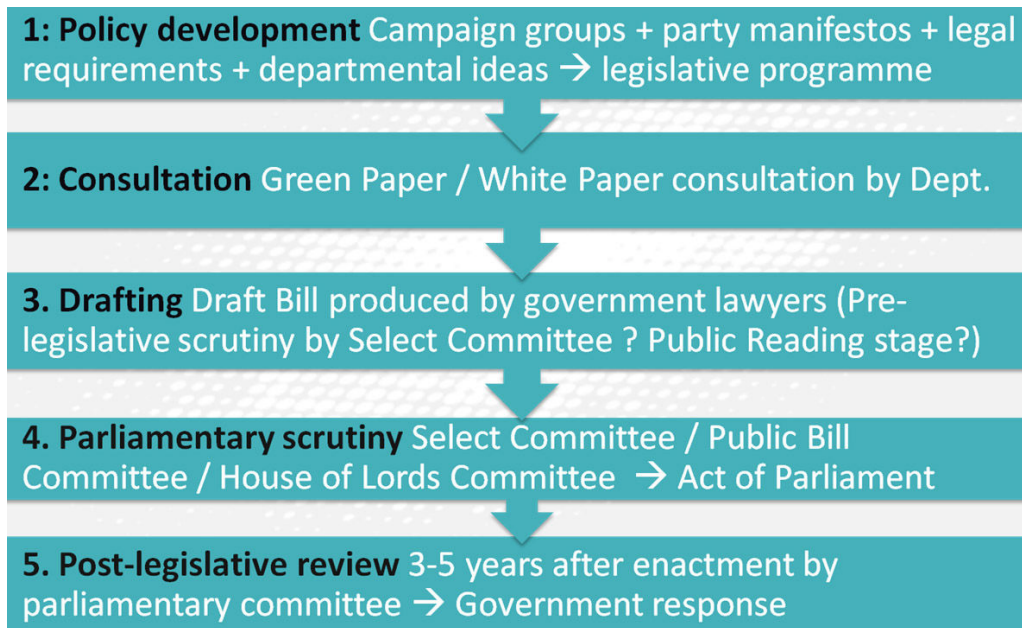 1: Policy development Campaign groups + party manifestos + legal
requirements + departmental ideas → legislative programme
2: Consultation Green Paper / White Paper consultation by Dept.
3. Drafting Draft Bill produced by government lawyers (Pre-
legislative scrutiny by Select Committee ? Public Reading stage?)
4. Parliamentary scrutiny Select Committee / Public Bill
Committee / House of Lords Committee → Act of Parliament
5. Post-legislative review 3-5 years after enactment by
parliamentary committee → Government response